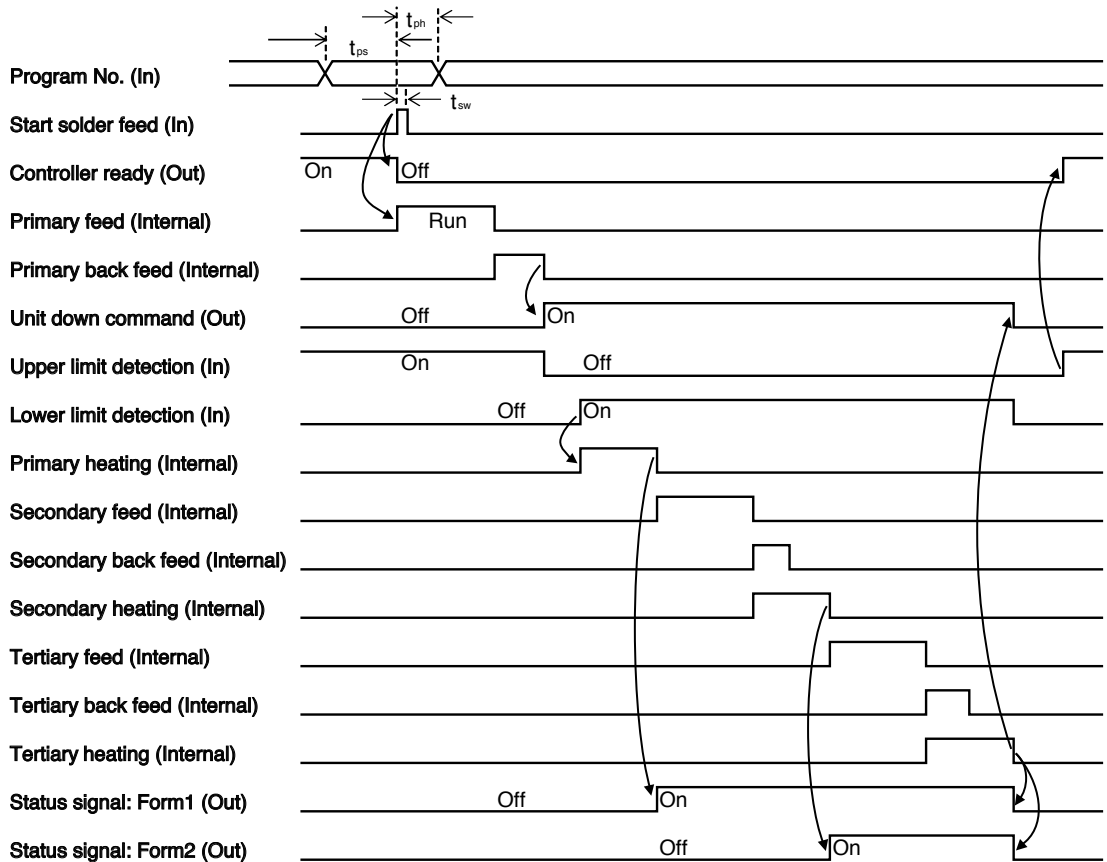 tph
tps
Program No. (In)
tsw
Start solder feed (In)
Controller ready (Out) On Off
Primary feed (Internal) Run
Primary back feed (Internal)
Unit down command (Out) Off On
Upper limit detection (In) On Off
Lower limit detection (In) Off On
Primary heating (Internal)
Secondary feed (Internal)
Secondary back feed (Internal)
Secondary heating (Internal)
Tertiary feed (Internal)
Tertiary back feed (Internal)
Tertiary heating (Internal)
Status signal: Form1 (Out) Off On
Status signal: Form2 (Out) Off On